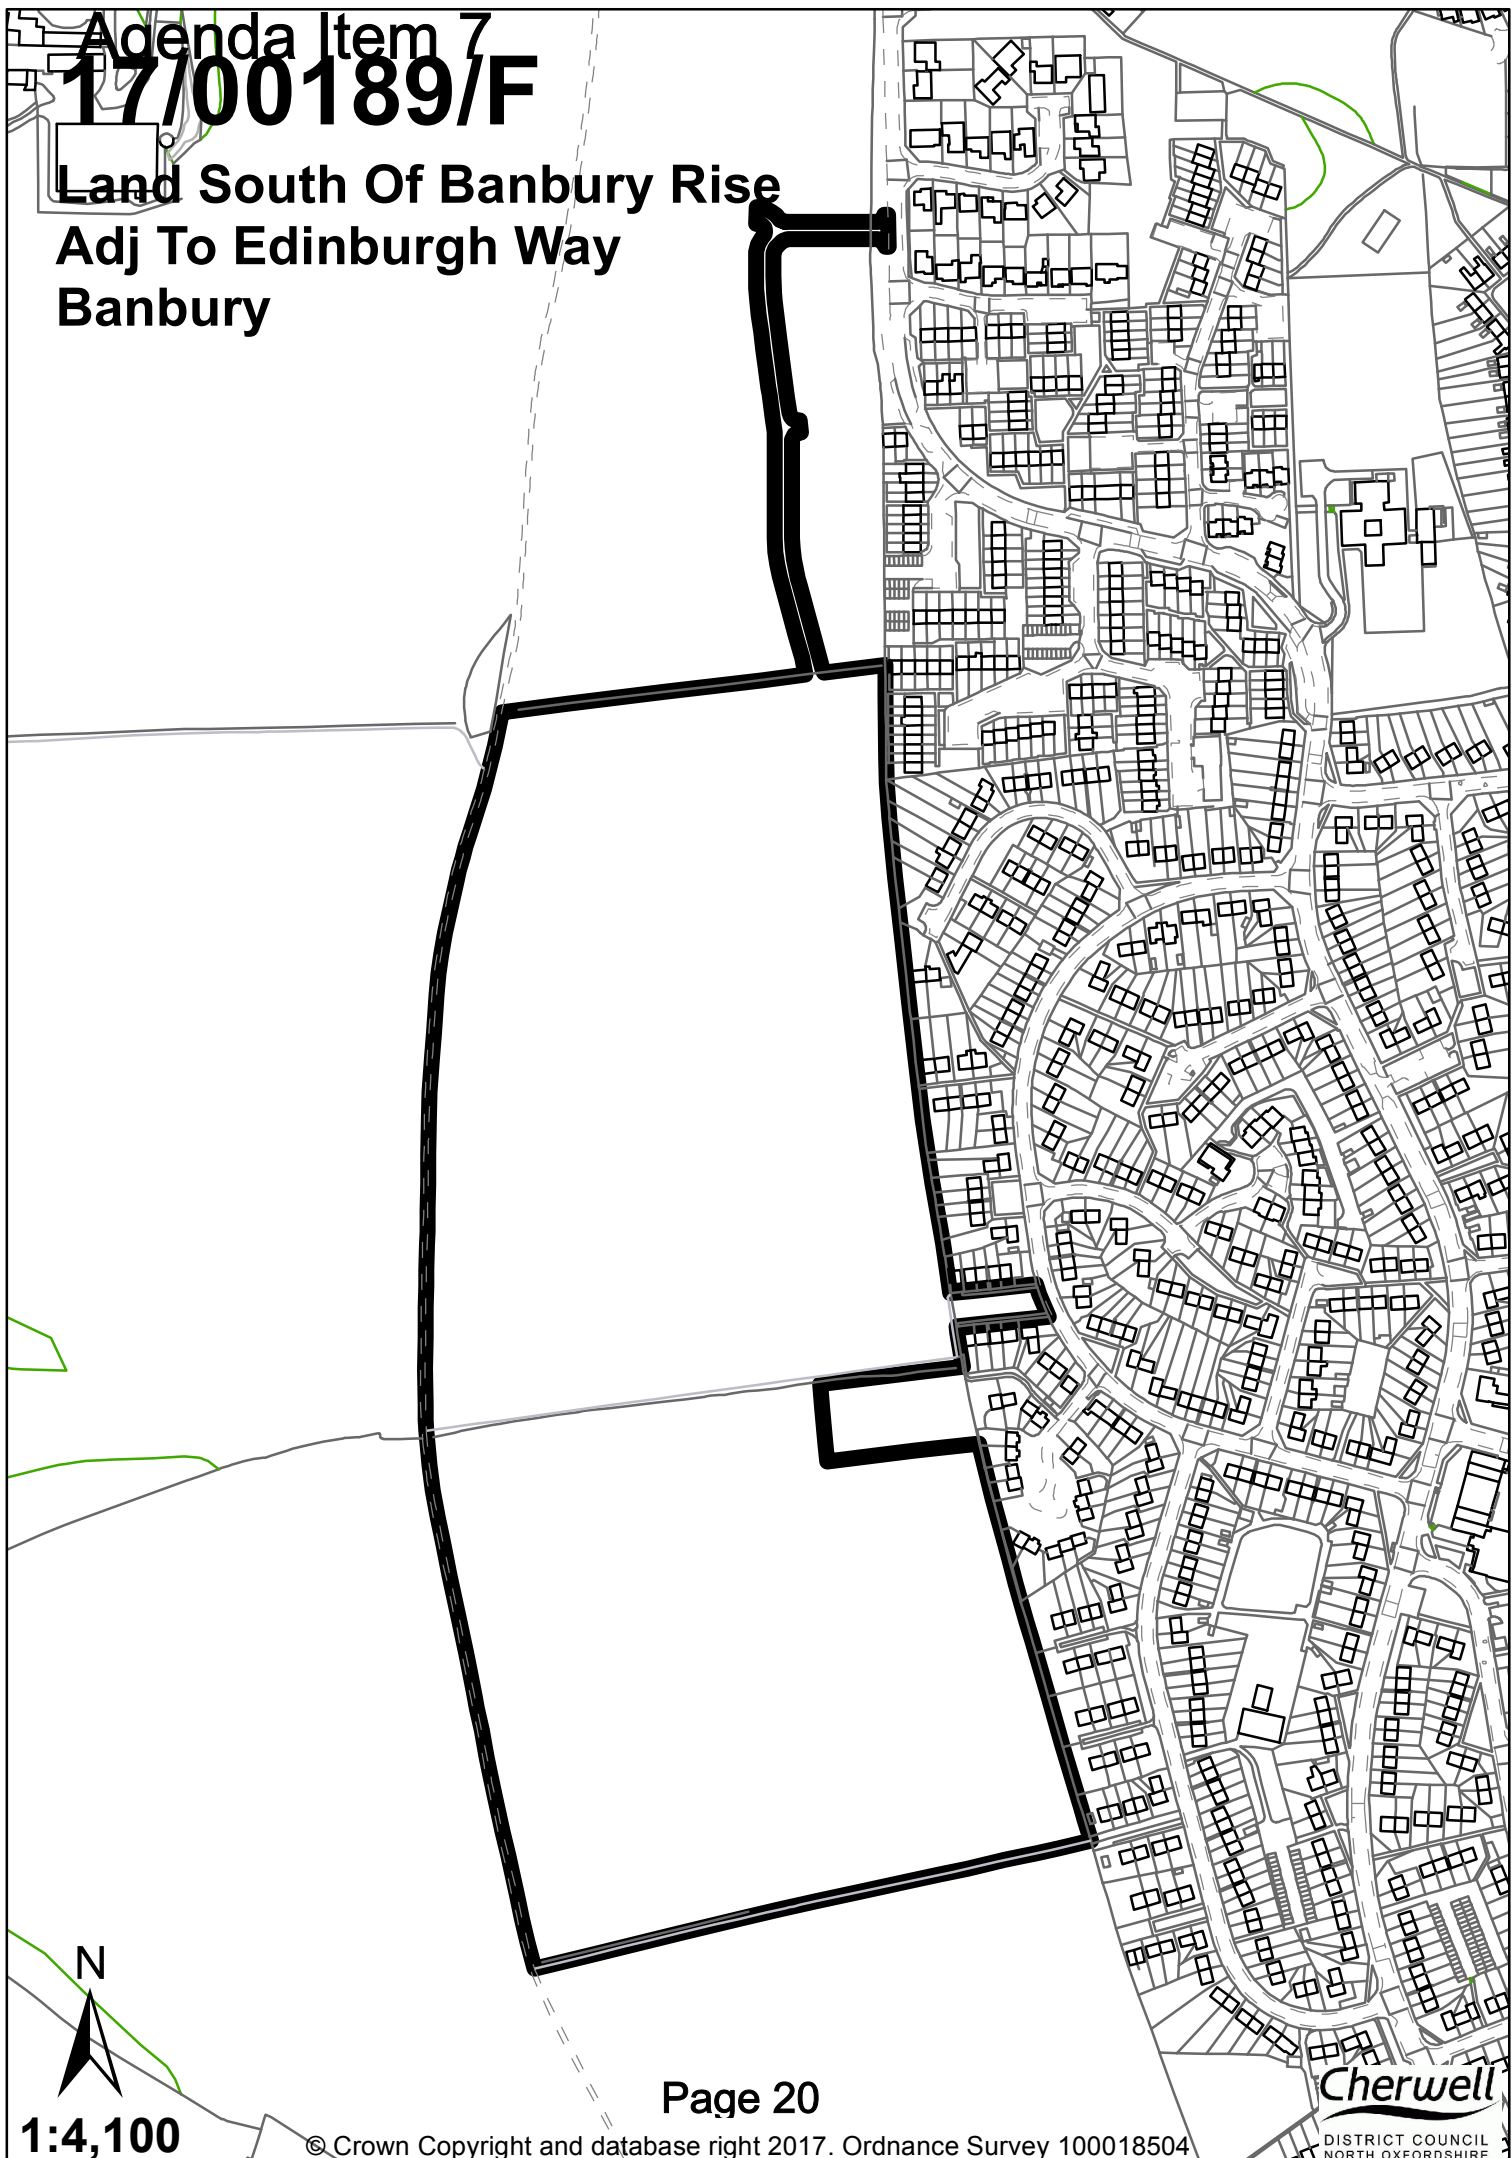 Agenda Item 7
17/00189/F
Land South Of Banbury Rise
Adj To Edinburgh Way
Banbury
N
1:4,100
Page 20
© Crown Copyright and database right 2017. Ordnance Survey 100018504
Cherwell
DISTRICT COUNCIL
NORTH OXFORDSHIRE